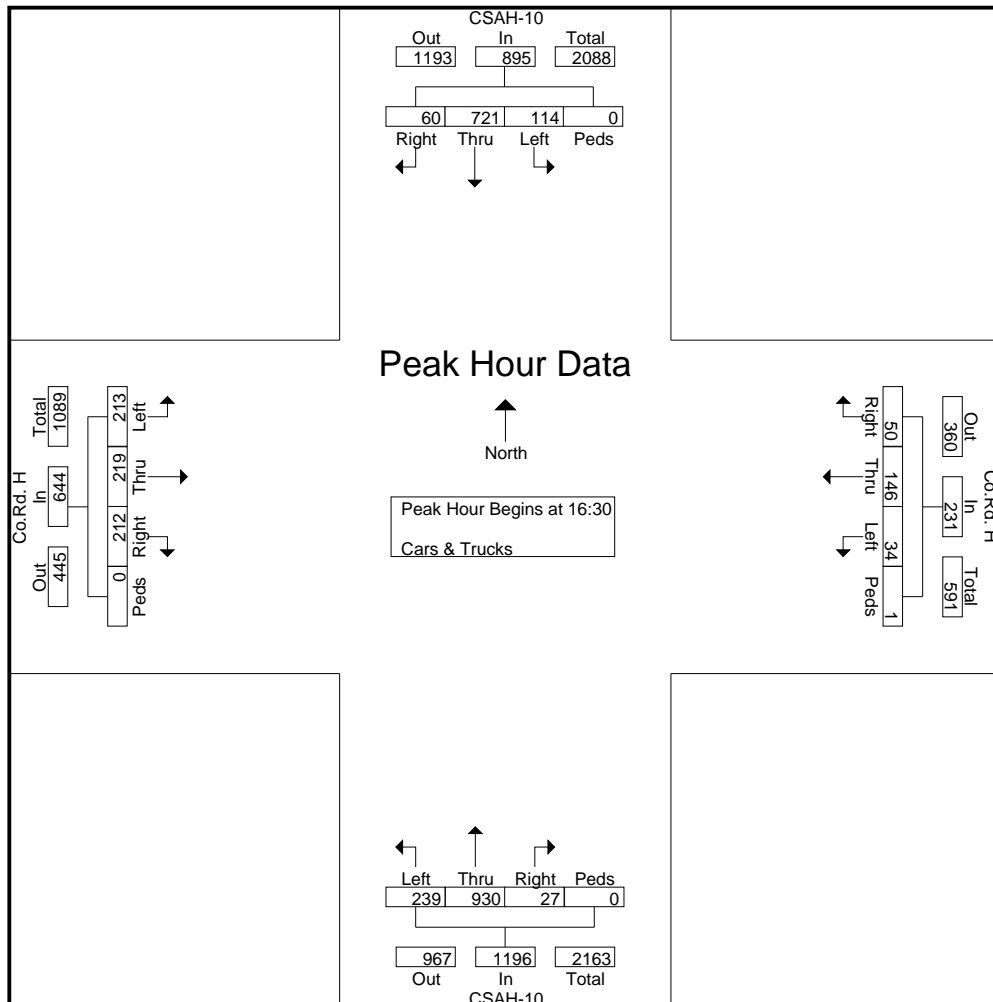 CSAH-10
Out In Total
1193 895 2088
60 721 114 0
Right Thru Left Peds
Peak Hour Data
North
Peak Hour Begins at 16:30
Cars & Trucks
Co.Rd. H
Total In Out
1089 644 445
213 219 212 0
Left Thru Right Peds
Right Thru Left Peds
50 146 34 1
Out In Total
360 231 591
Co.Rd. H
Left Thru Right Peds
239 930 27 0
967 1196 2163
Out In Total
CSAH-10